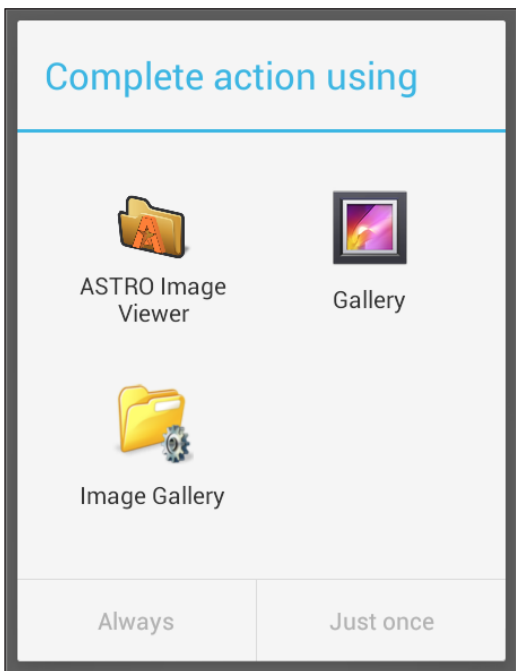 Complete action using
ASTRO Image
Viewer
Gallery
Image Gallery
Always
Just once